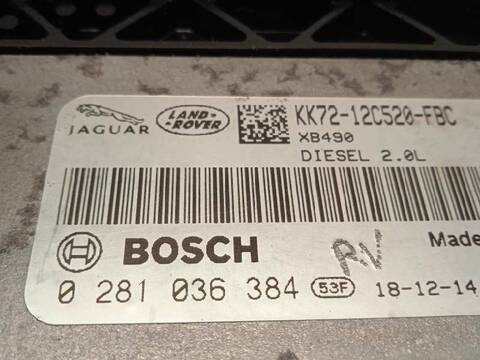 JAGUAR LAND-ROVER KK72-12C520-FBC
XB490
DIESEL 2.0L
BOSCH P.V Made
0 281 036 384 53F 18-12-14